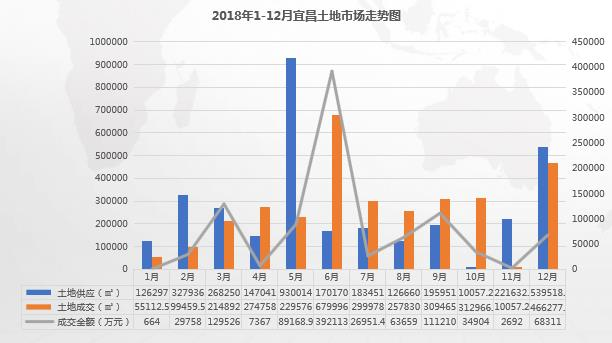 2018年1-12月宜昌土地市场走势图
1000000 450000
900000 400000
800000 350000
700000 300000
600000 250000
500000 200000
400000 150000
300000 100000
200000 50000
100000 0
0
1月 2月 3月 4月 5月 6月 7月 8月 9月 10月 11月 12月
土地供应（㎡） 126297 327936 268250 147041 930014 170170 183451 126660 195951 10057.2 221632. 539518.
土地成交（㎡） 55112.5 99459.5 214892 274758 229576 679996 299978 257830 309465 312966. 10057.2 466277.
成交金额（万元） 664 29758 129526 7367 89168.9 392113 26951.4 63659 111210 34904 2692 68311